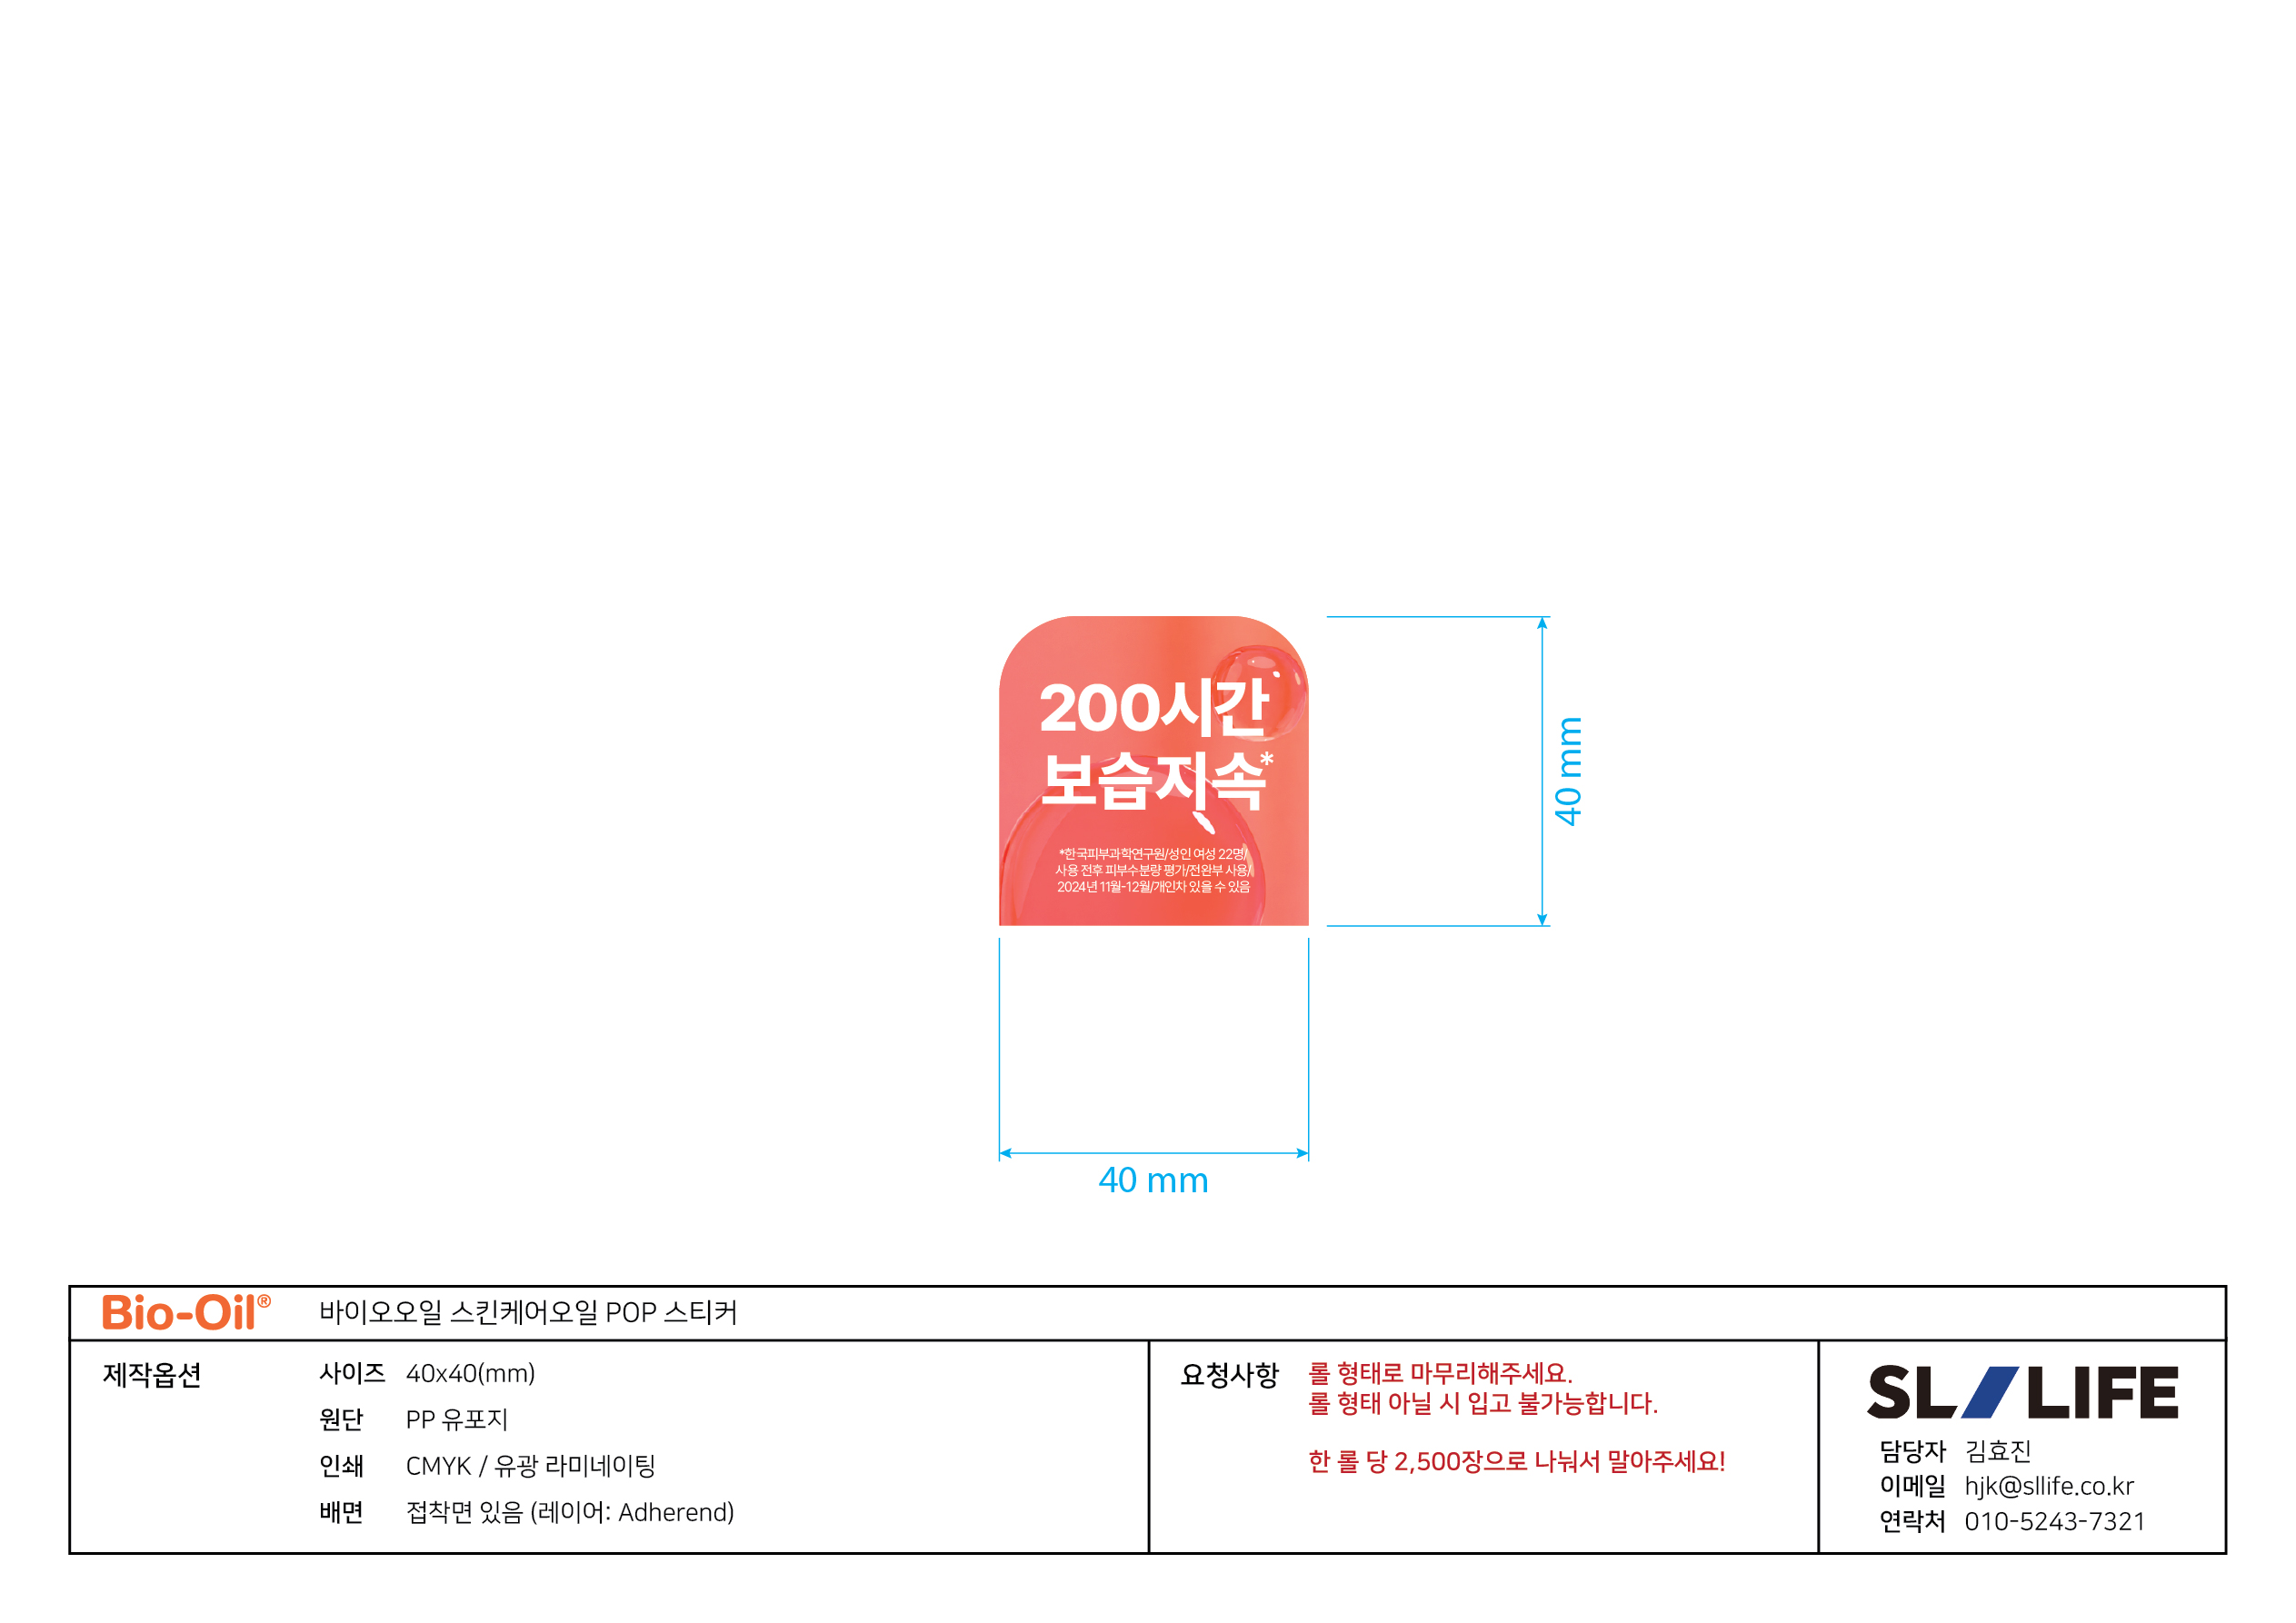 200시간
보습지속*
*한국피부과학연구원/성인 여성 22명/
사용 전후 피부수분량 평가/전완부 사용/
2024년 11월-12월/개인차 있을 수 있음
40 mm
40 mm
Bio-Oil® 바이오오일 스킨케어오일 POP 스티커
제작옵션
사이즈 40x40(mm)
원단 PP 유포지
인쇄 CMYK / 유광 라미네이팅
배면 접착면 있음 (레이어: Adherend)
요청사항
롤 형태로 마무리해주세요.
롤 형태 아닐 시 입고 불가능합니다.
한 롤 당 2,500장으로 나눠서 말아주세요!
SL/LIFE
담당자 김효진
이메일 hjk@sllife.co.kr
연락처 010-5243-7321